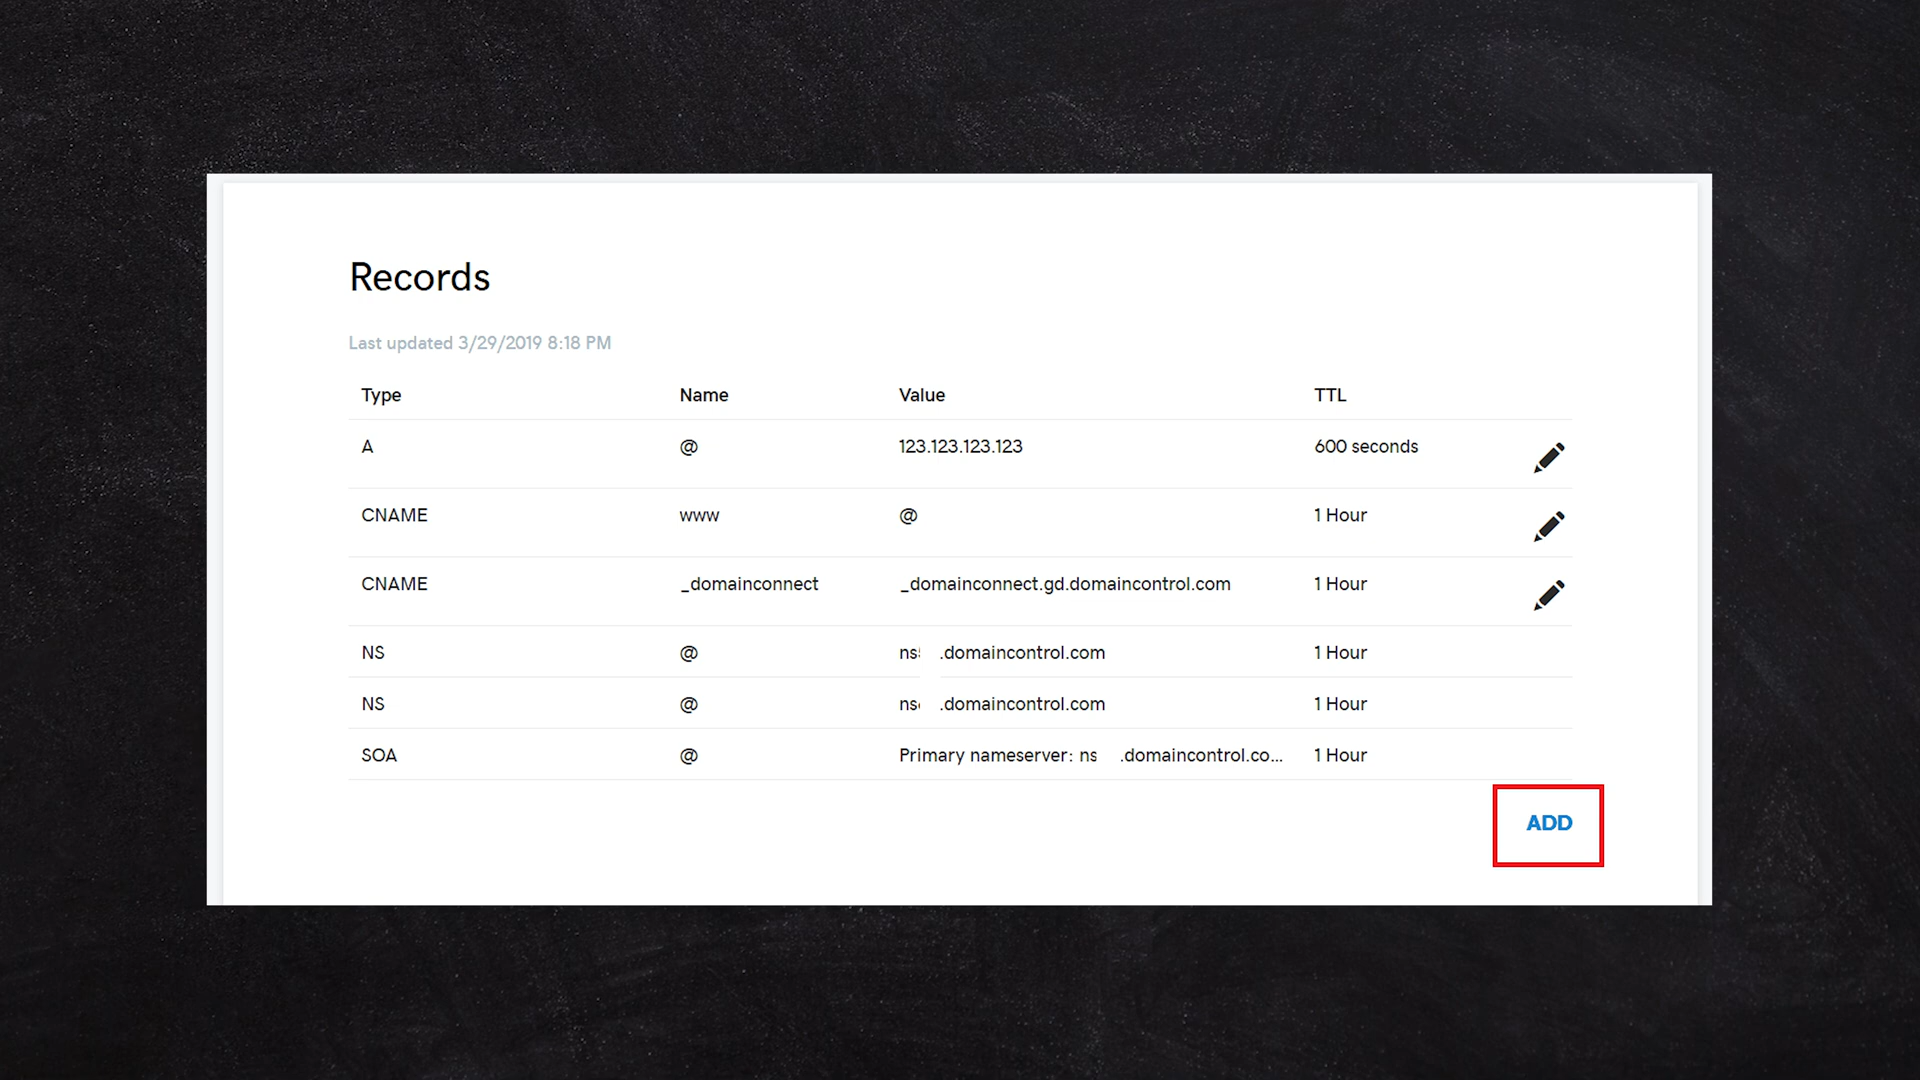 Records
Last updated 3/29/2019 8:18 PM
Type Name Value TTL
A @ 123.123.123.123 600 seconds
CNAME www @ 1 Hour
CNAME _domainconnect _domainconnect.gd.domaincontrol.com 1 Hour
NS @ ns .domaincontrol.com 1 Hour
NS @ ns .domaincontrol.com 1 Hour
SOA @ Primary nameserver: ns .domaincontrol.co... 1 Hour
ADD